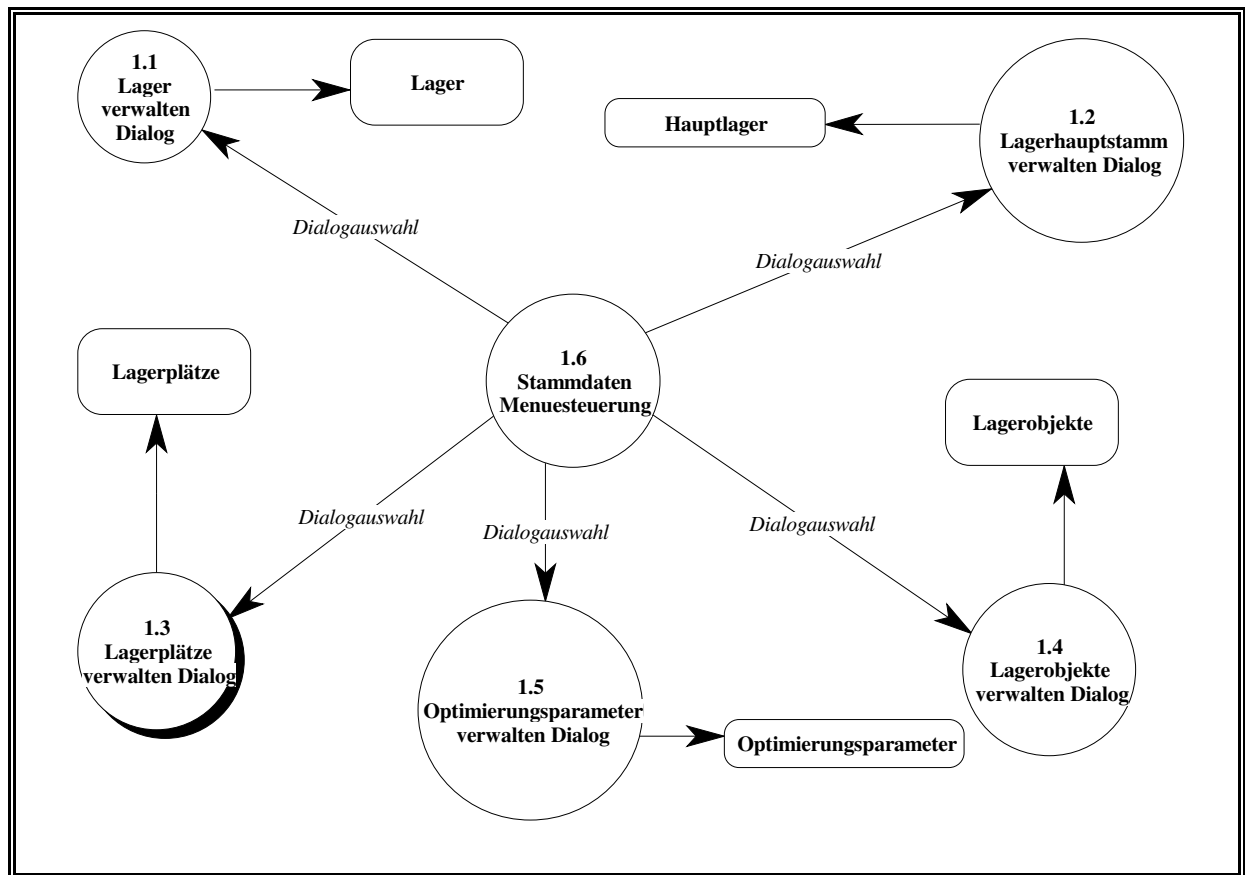 1.1
Lager
verwalten
Dialog
Lager
Hauptlager
1.2
Lagerhauptstamm
verwalten Dialog
Dialogauswahl
Dialogauswahl
Lagerplätze
1.6
Stammdaten
Menuesteuerung
Lagerobjekte
Dialogauswahl
Dialogauswahl
Dialogauswahl
1.3
Lagerplätze
verwalten Dialog
1.5
Optimierungsparameter
verwalten Dialog
Optimierungsparameter
1.4
Lagerobjekte
verwalten Dialog